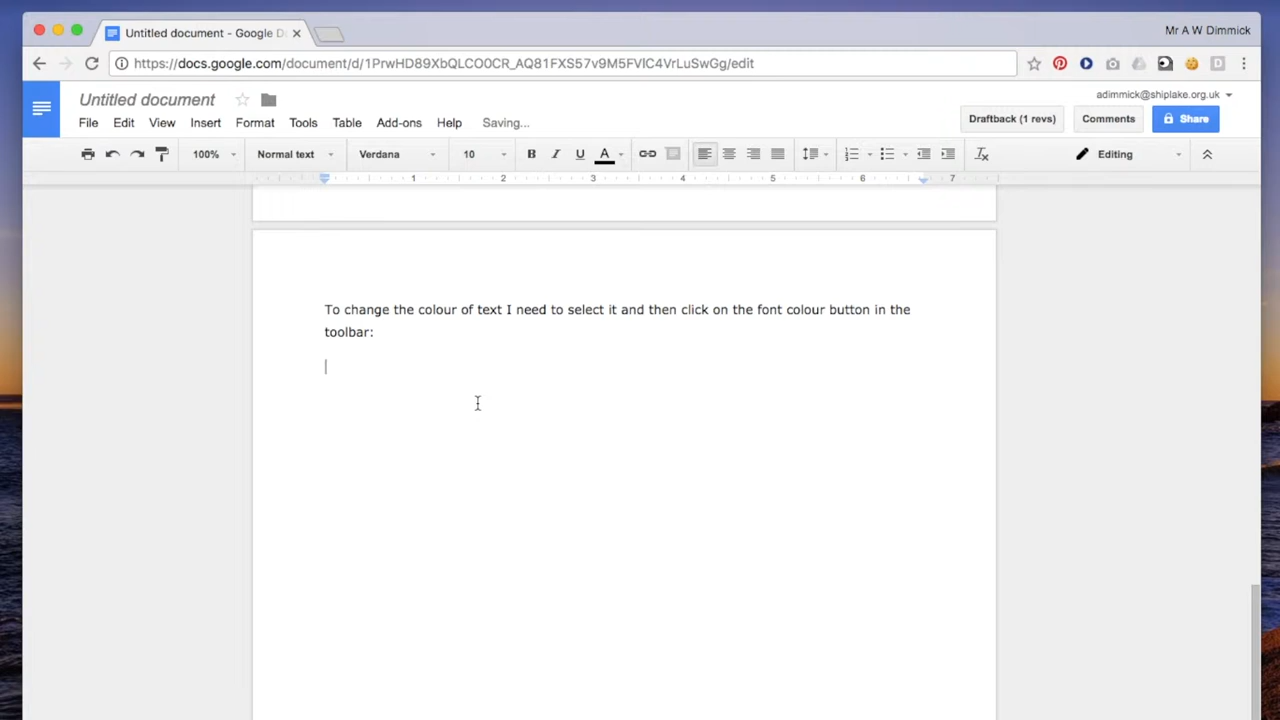 Untitled document - Google D
Mr A W Dimmick
https://docs.google.com/document/d/1PrwHD89XbQLCO0CR_AQ81FXS57v9M5FVlC4VrLuSwGg/edit
Untitled document
adimmick@shiplake.org.uk
File Edit View Insert Format Tools Table Add-ons Help Saving...
Draftback (1 revs) Comments Share
100% Normal text Verdana 10 B I U A Editing
1 2 3 4 5 6 7
To change the colour of text I need to select it and then click on the font colour button in the
toolbar: